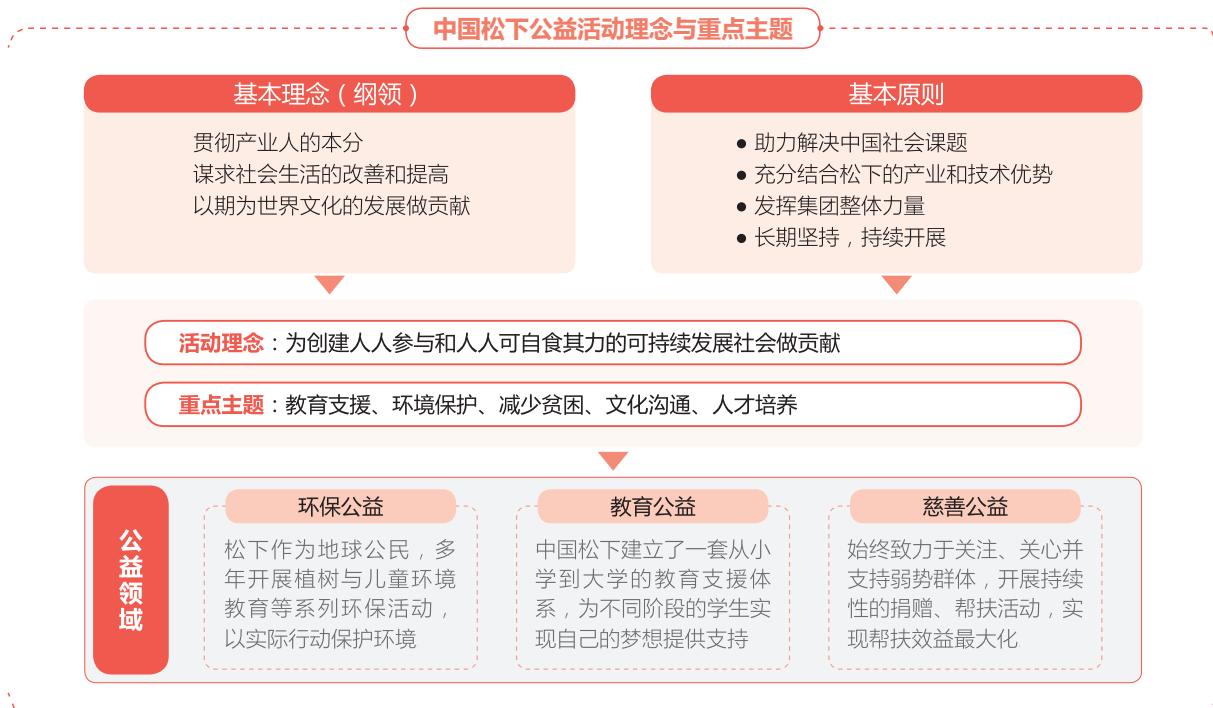 中国松下公益活动理念与重点主题
基本理念（纲领）
贯彻产业人的本分
谋求社会生活的改善和提高
以期为世界文化的发展做贡献
基本原则
● 助力解决中国社会课题
● 充分结合松下的产业和技术优势
● 发挥集团整体力量
● 长期坚持，持续开展
活动理念：为创建人人参与和人人可自食其力的可持续发展社会做贡献
重点主题：教育支援、环境保护、减少贫困、文化沟通、人才培养
公益领域
环保公益
松下作为地球公民，多
年开展植树与儿童环境
教育等系列环保活动，
以实际行动保护环境
教育公益
中国松下建立了一套从小
学到大学的教育支援体
系，为不同阶段的学生实
现自己的梦想提供支持
慈善公益
始终致力于关注、关心并
支持弱势群体，开展持续
性的捐赠、帮扶活动，实
现帮扶效益最大化